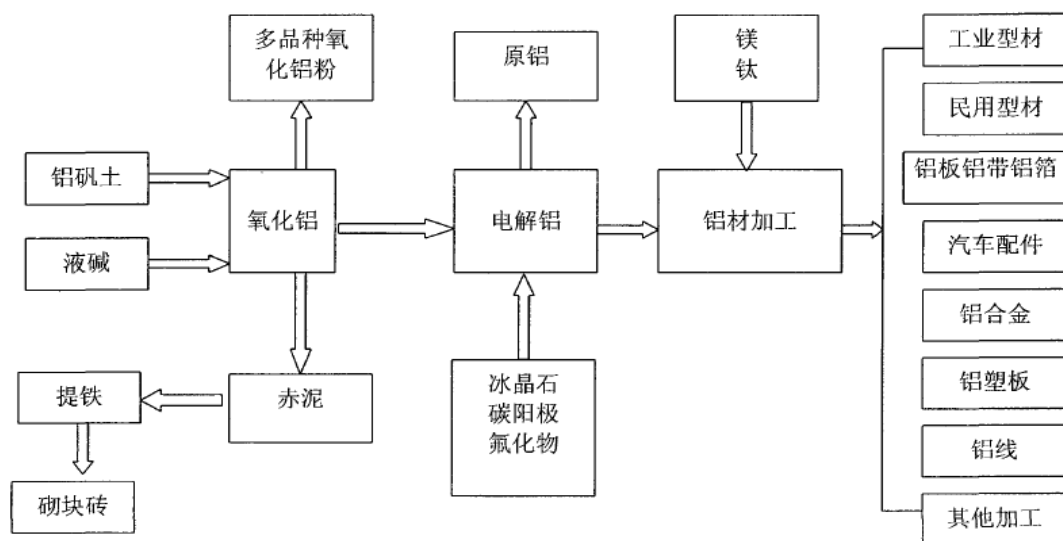 多品种氧
化铝粉
原铝
镁
钛
工业型材
民用型材
铝矾土
氧化铝
电解铝
铝材加工
铝板铝带铝箔
液碱
汽车配件
铝合金
提铁
赤泥
冰晶石
碳阳极
氟化物
铝塑板
铝线
砌块砖
其他加工